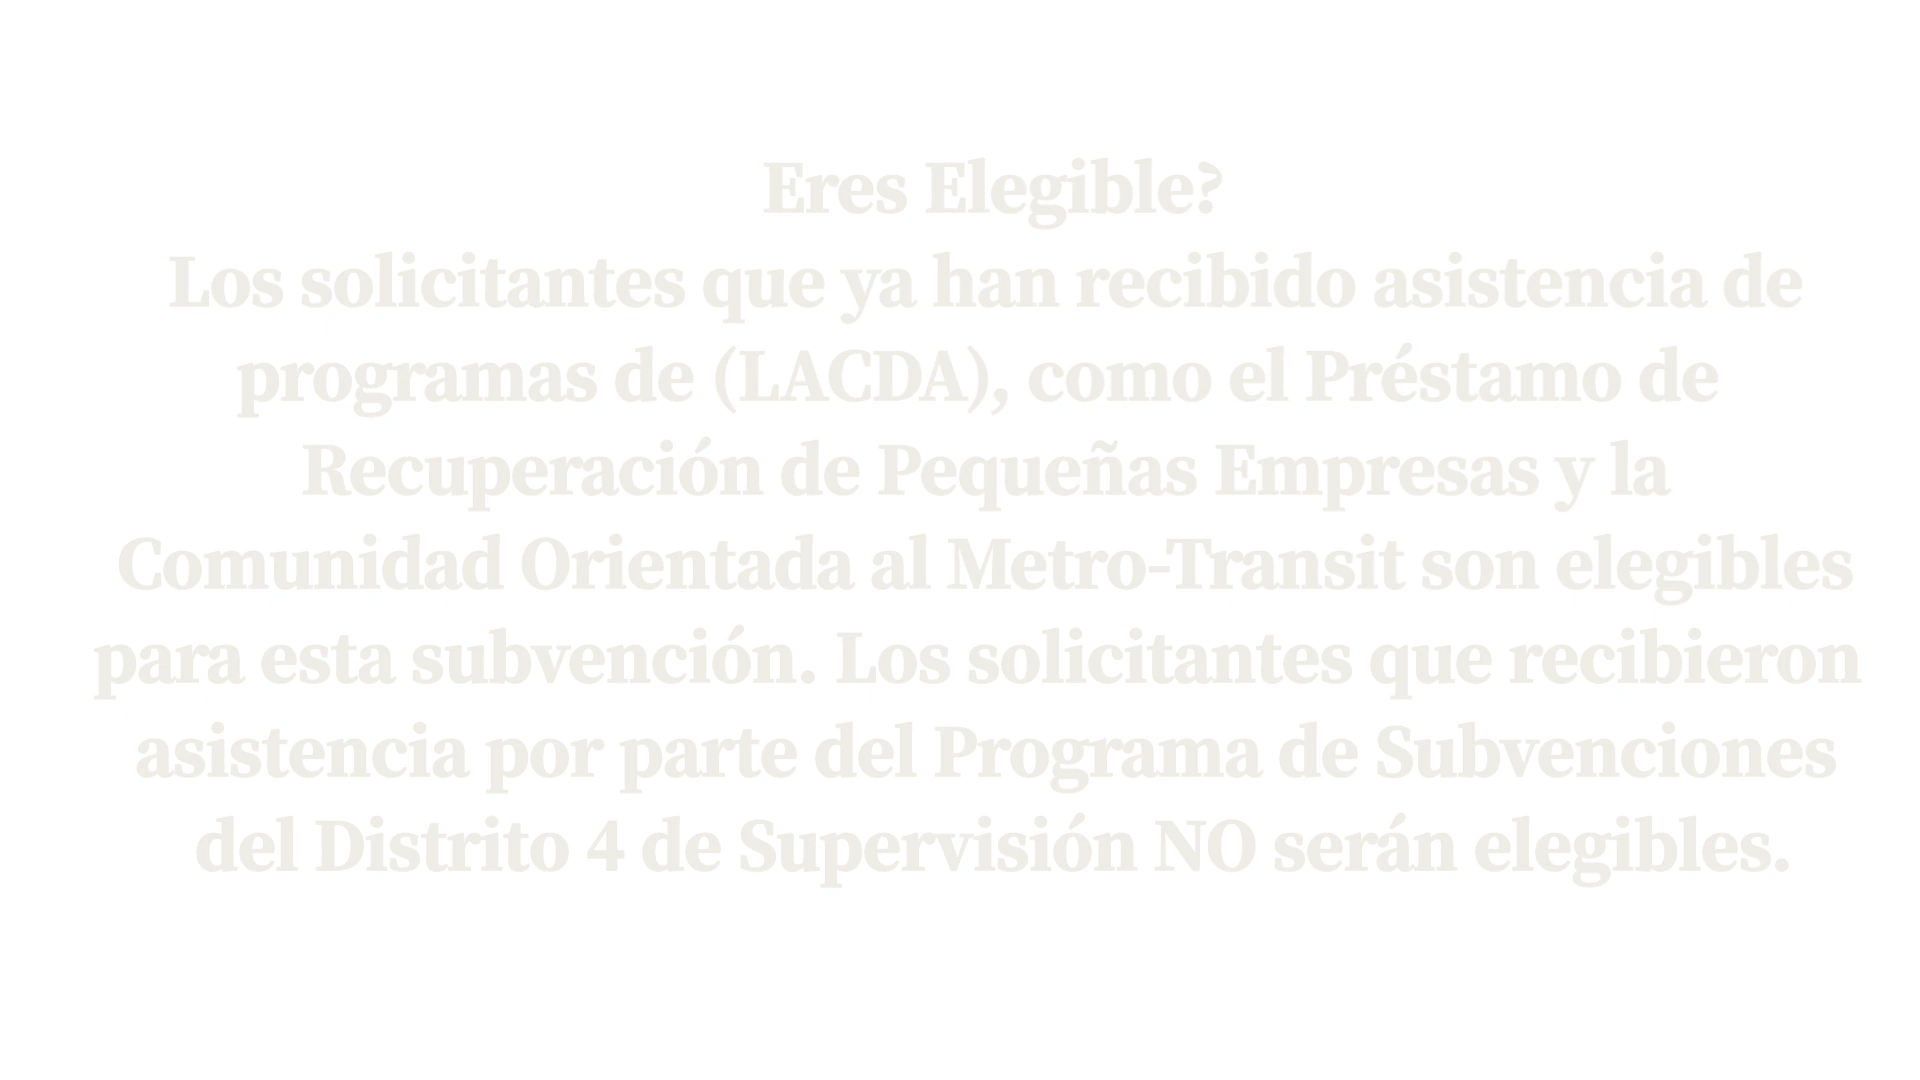 Eres Elegible?
Los solicitantes que ya han recibido asistencia de
programas de (LACDA), como el Préstamo de
Recuperación de Pequeñas Empresas y la
Comunidad Orientada al Metro-Transit son elegibles
para esta subvención. Los solicitantes que recibieron
asistencia por parte del Programa de Subvenciones
del Distrito 4 de Supervisión NO serán elegibles.